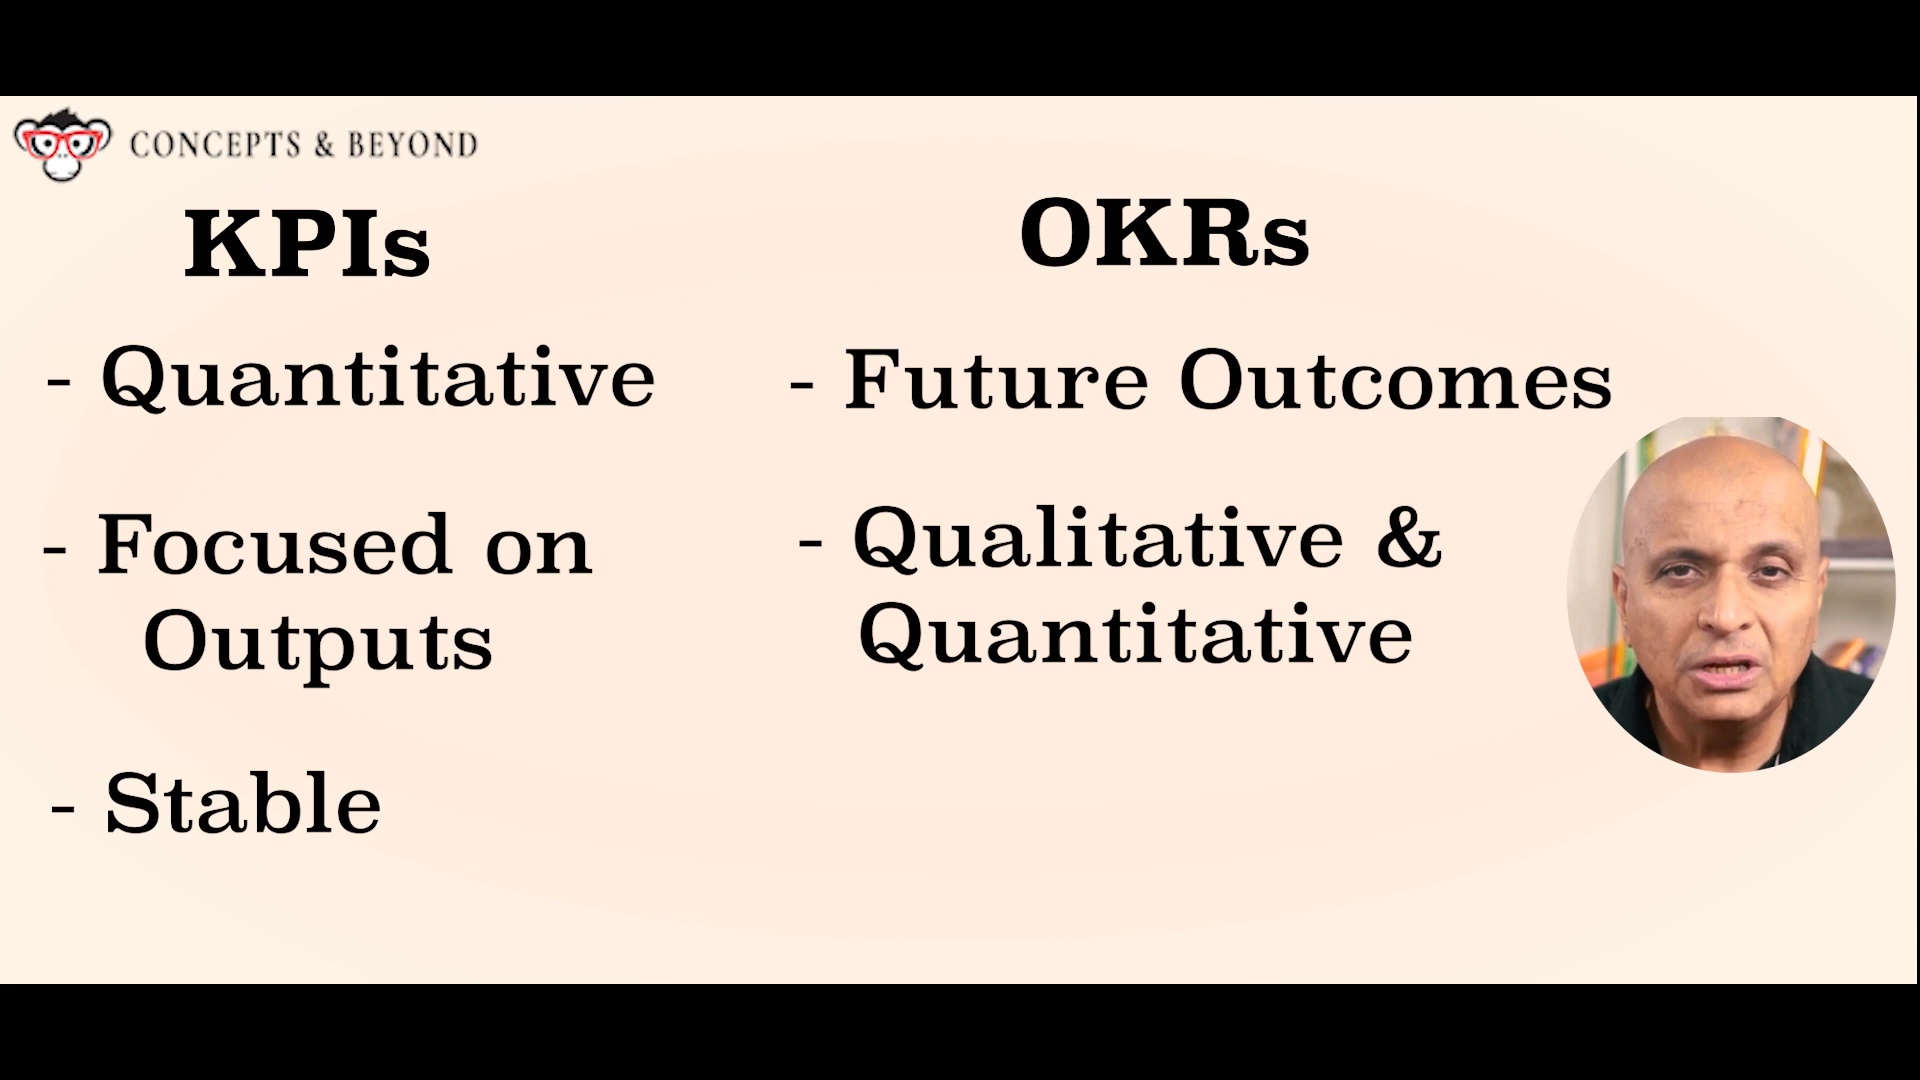 CONCEPTS & BEYOND
KPIs
- Quantitative
- Focused on
Outputs
- Stable
OKRs
- Future Outcomes
- Qualitative &
Quantitative